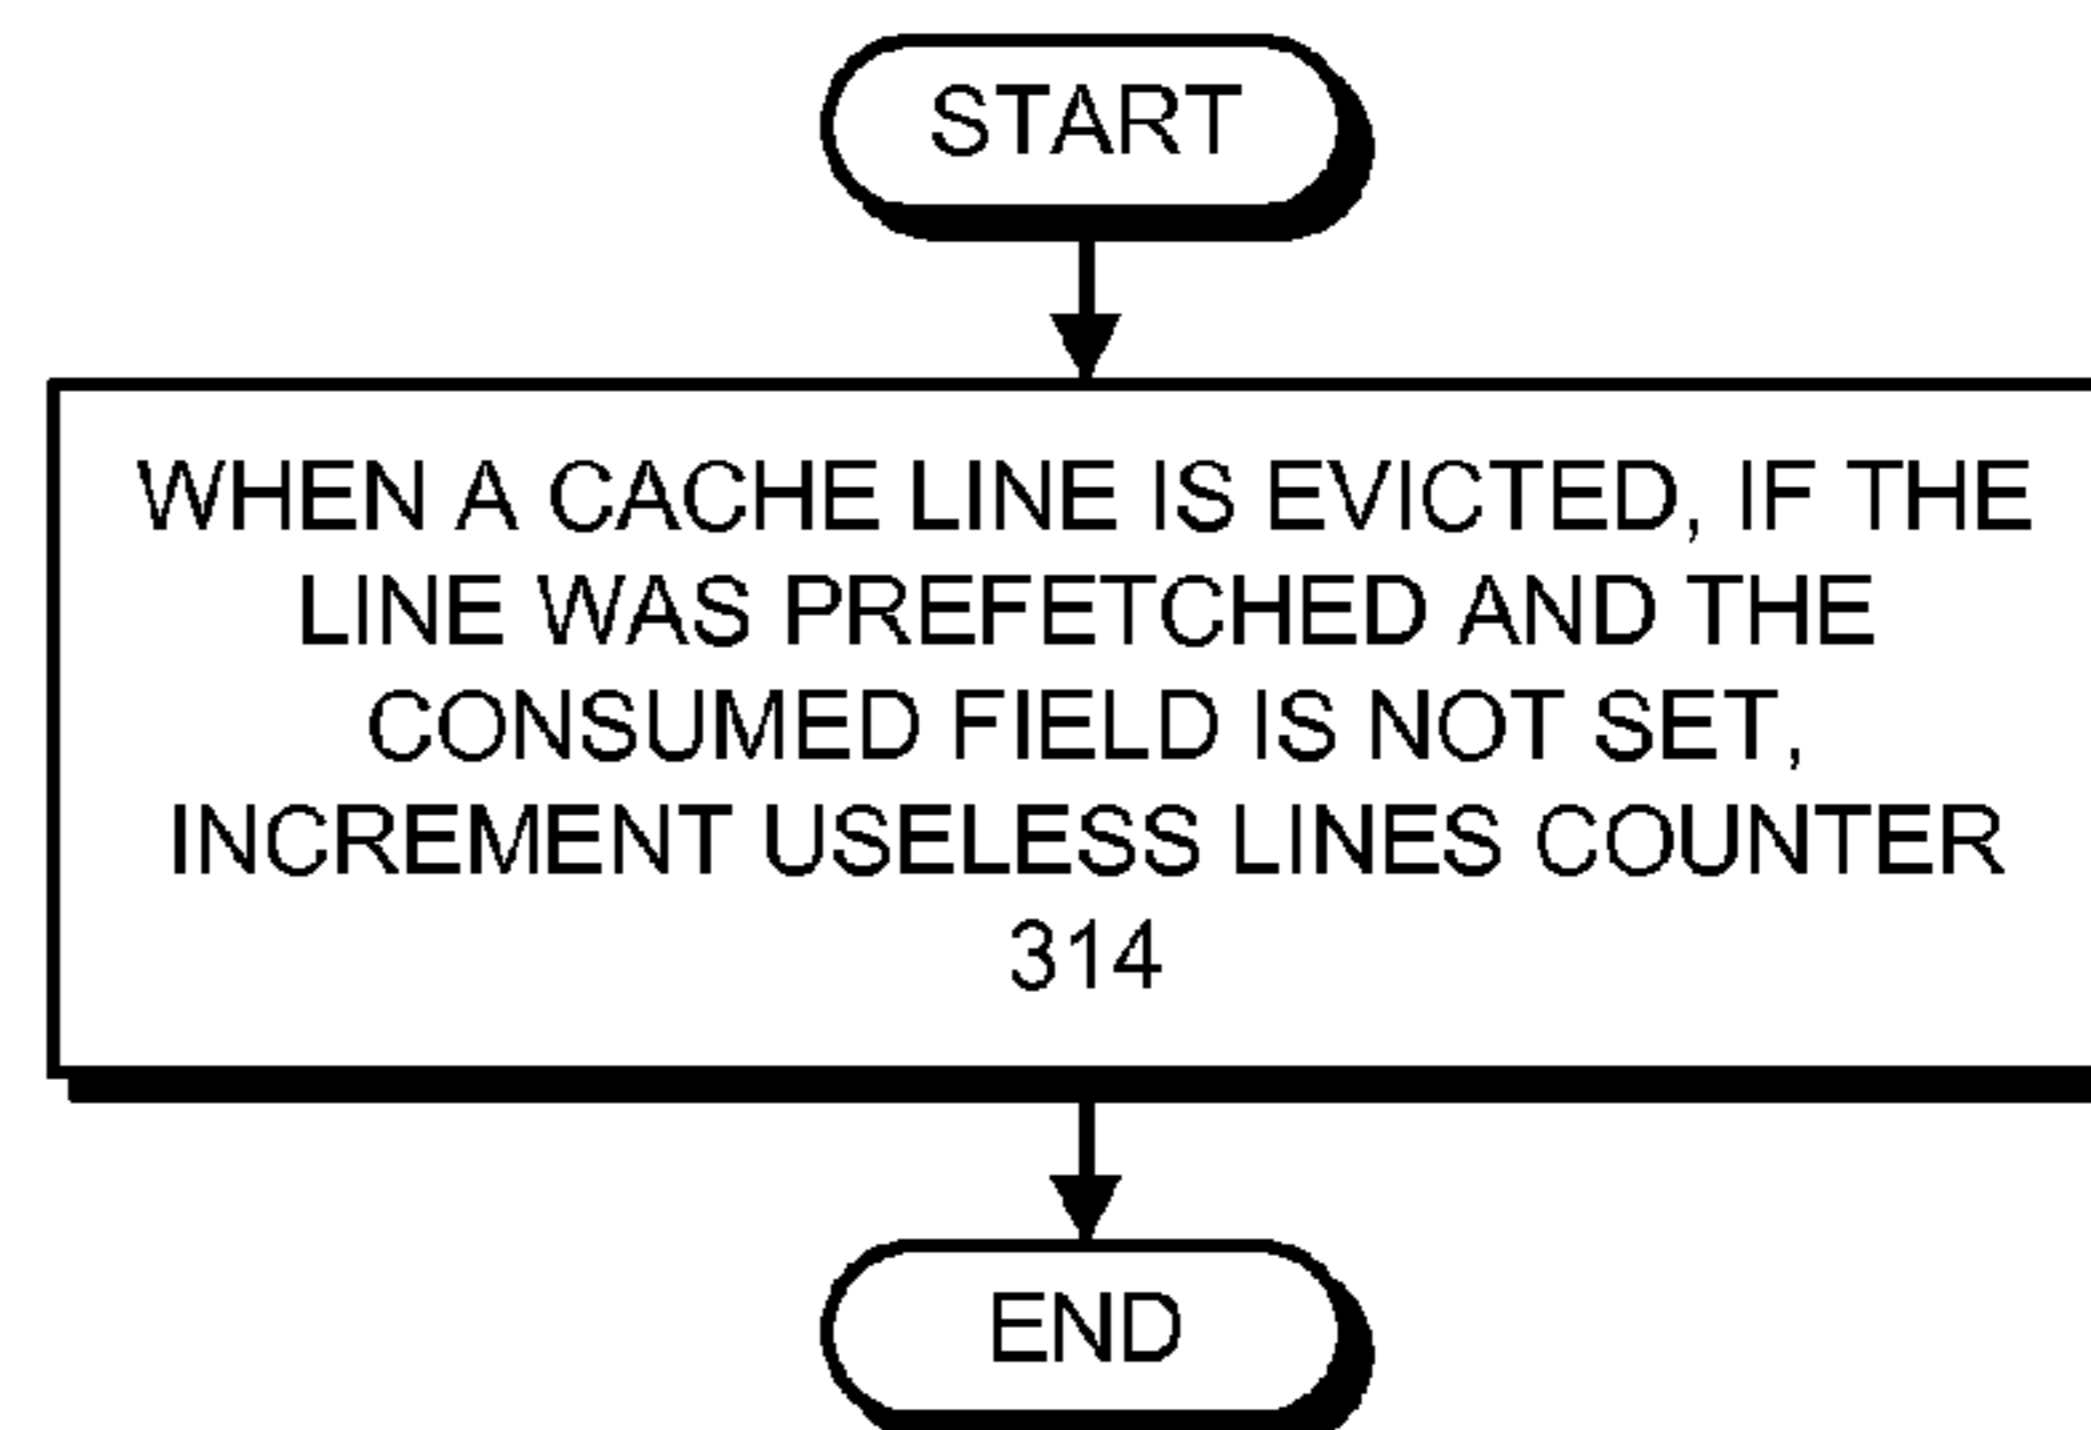 START
WHEN A CACHE LINE IS EVICTED, IF THE
LINE WAS PREFETCHED AND THE
CONSUMED FIELD IS NOT SET,
INCREMENT USELESS LINES COUNTER
314
END